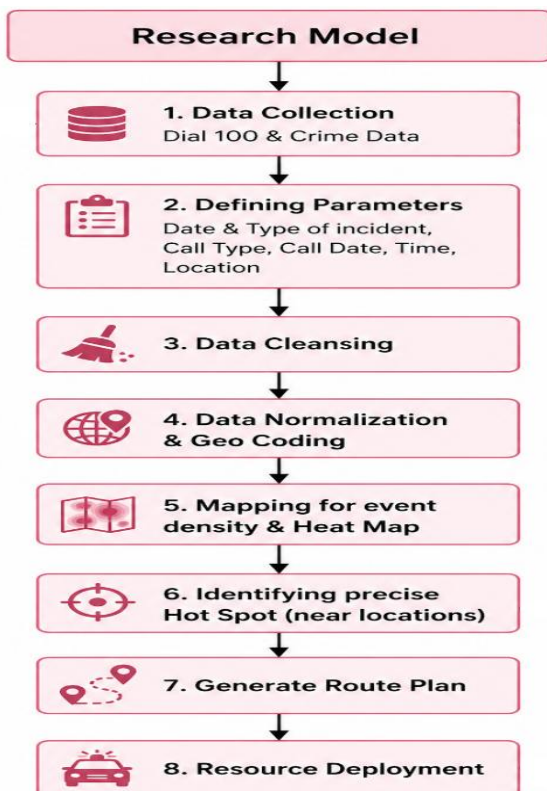 Research Model
1. Data Collection
Dial 100 & Crime Data
2. Defining Parameters
Date & Type of incident,
Call Type, Call Date, Time,
Location
3. Data Cleansing
4. Data Normalization
& Geo Coding
5. Mapping for event
density & Heat Map
6. Identifying precise
Hot Spot (near locations)
7. Generate Route Plan
8. Resource Deployment